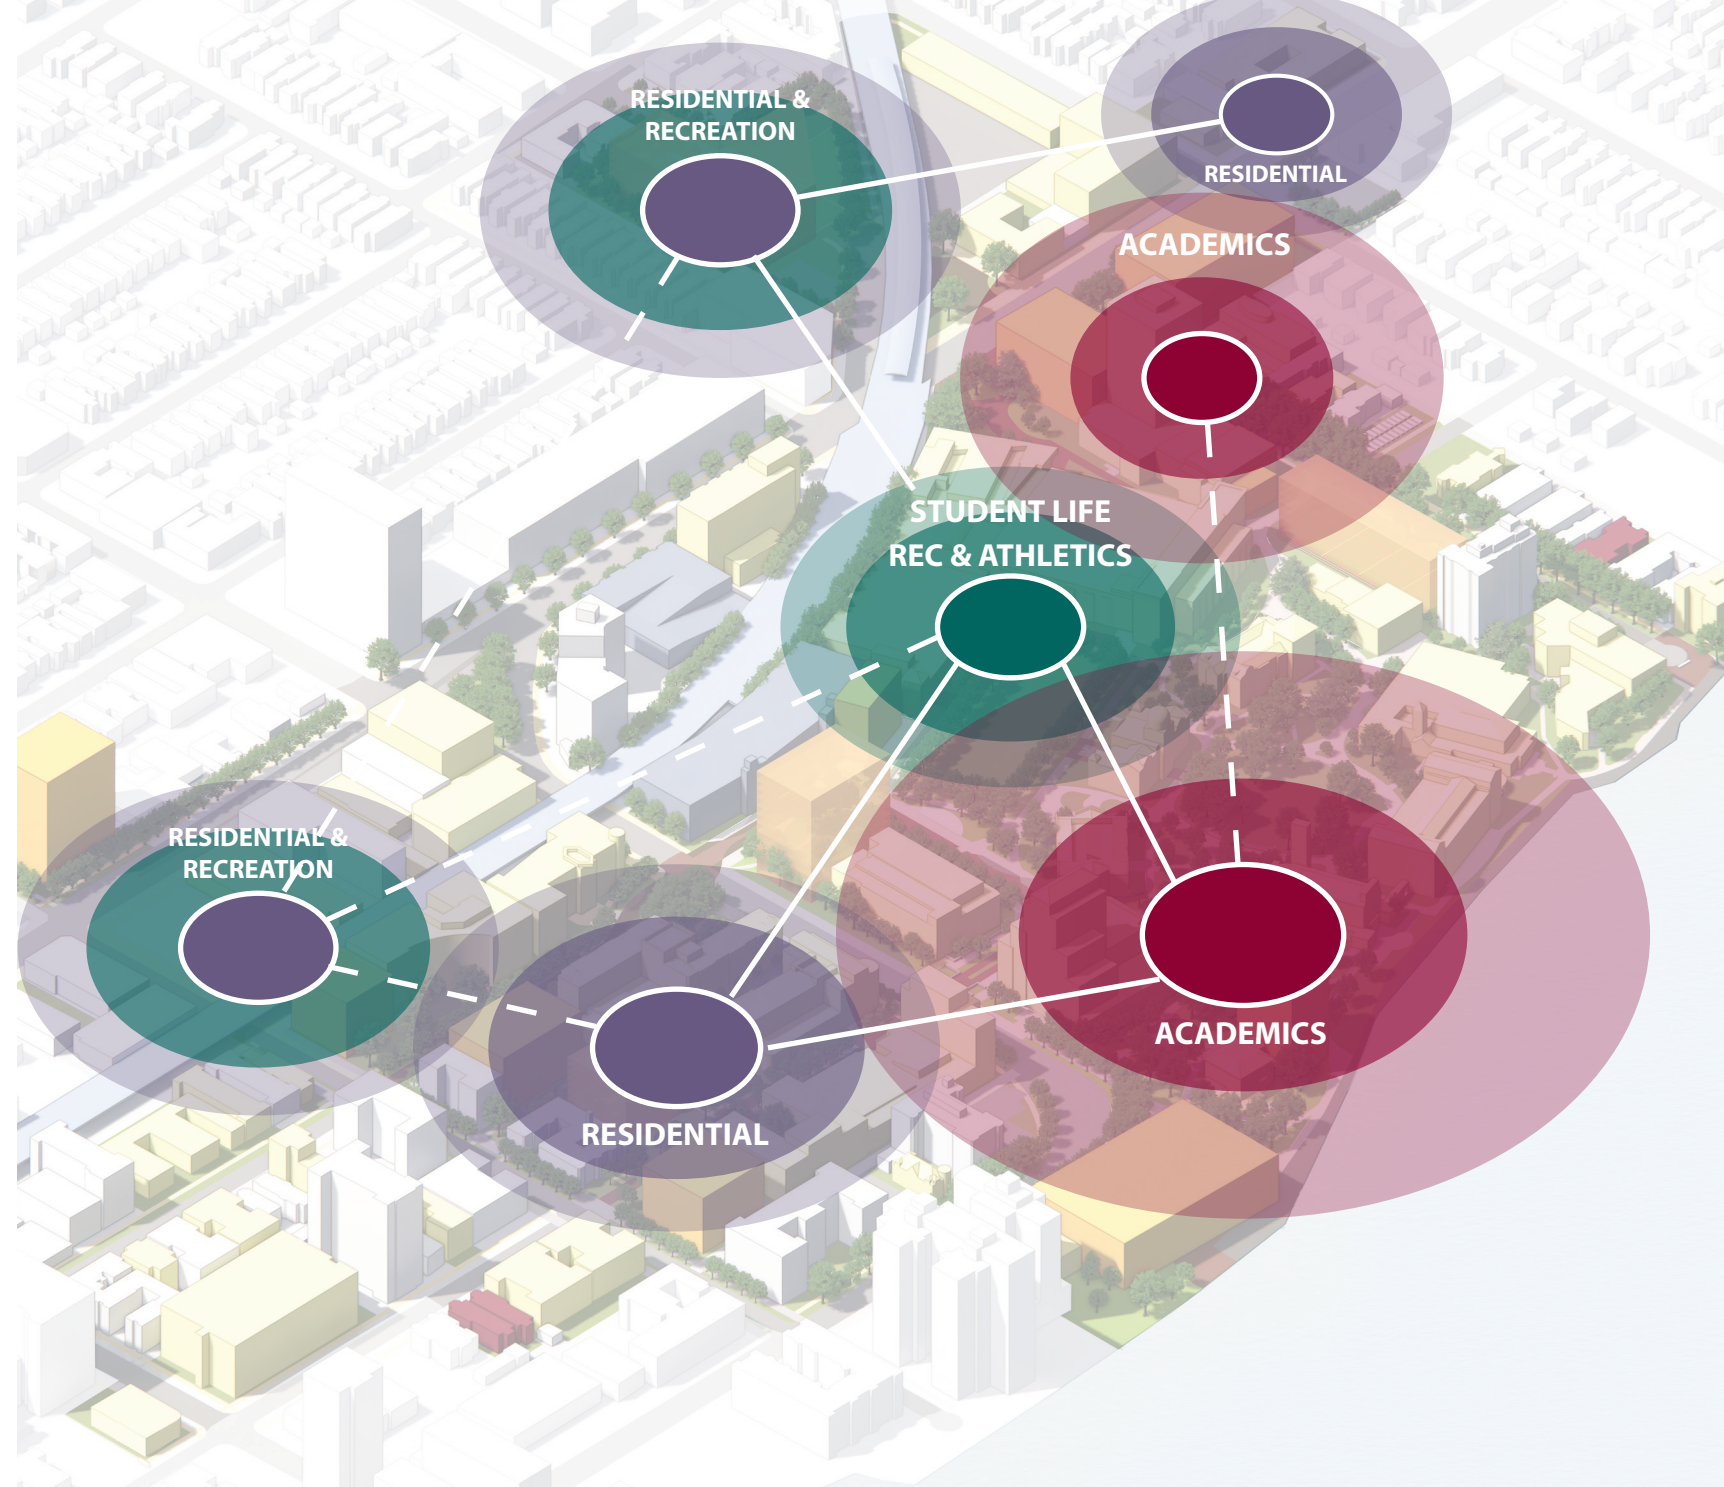 RESIDENTIAL &
RECREATION
RESIDENTIAL
ACADEMICS
STUDENT LIFE
REC & ATHLETICS
RESIDENTIAL &
RECREATION
ACADEMICS
RESIDENTIAL